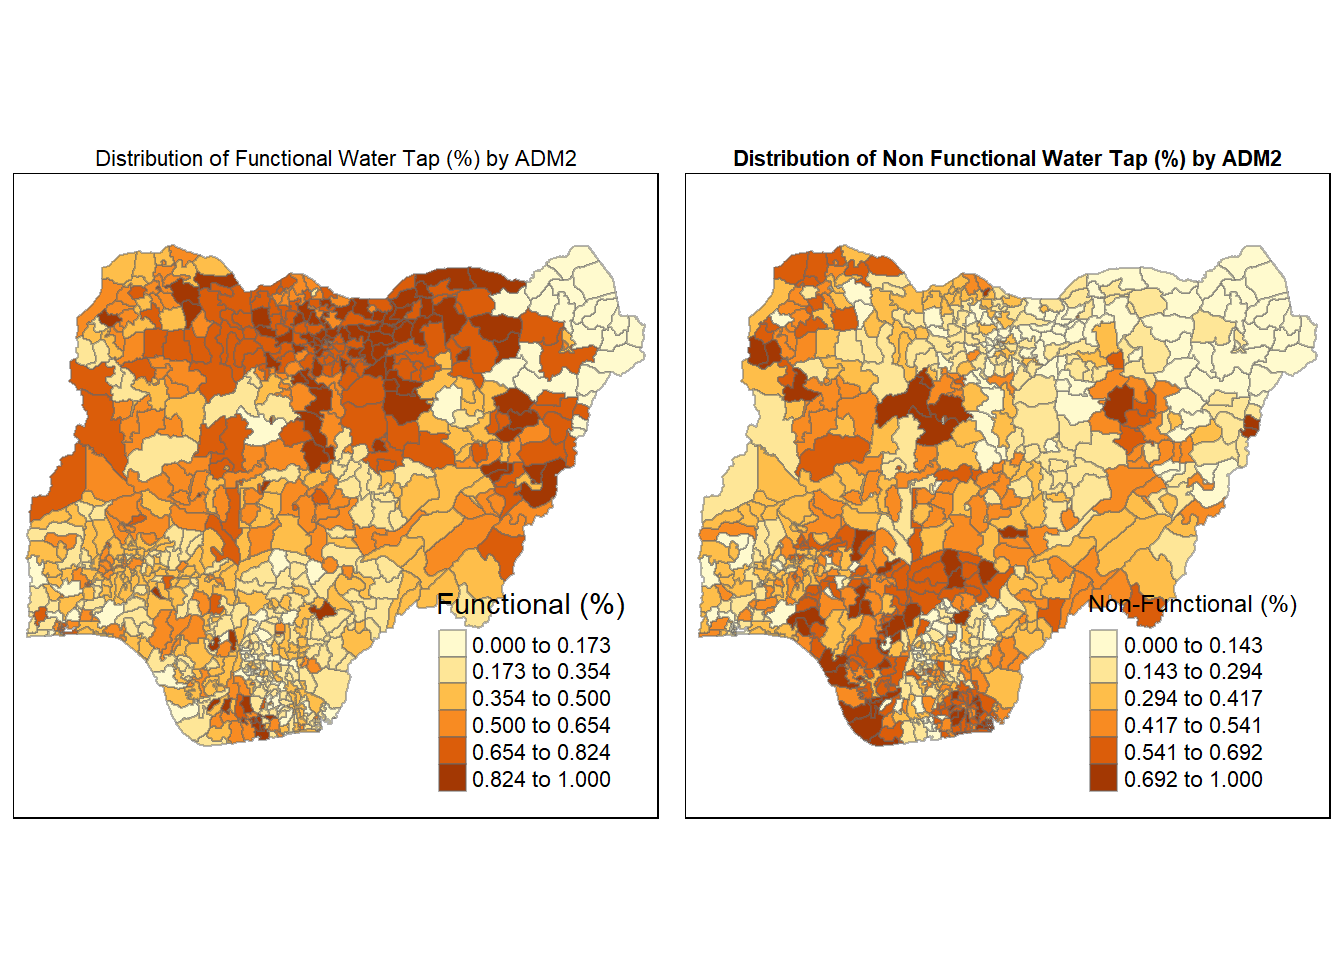 Distribution of Functional Water Tap (%) by ADM2
Functional (%)
0.000 to 0.173
0.173 to 0.354
0.354 to 0.500
0.500 to 0.654
0.654 to 0.824
0.824 to 1.000
Distribution of Non Functional Water Tap (%) by ADM2
Non-Functional (%)
0.000 to 0.143
0.143 to 0.294
0.294 to 0.417
0.417 to 0.541
0.541 to 0.692
0.692 to 1.000